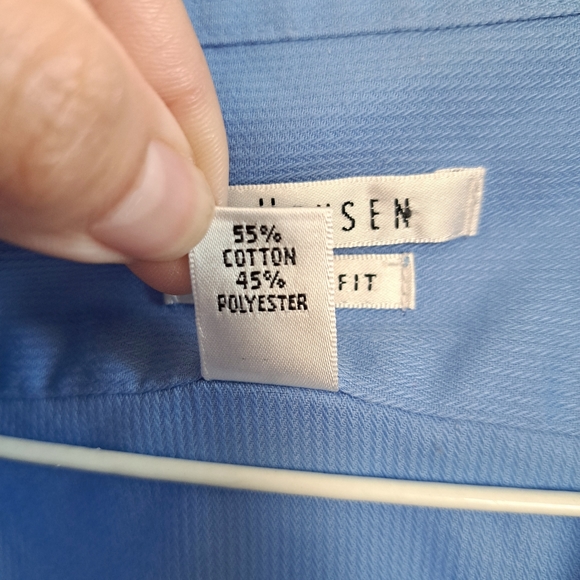 55%
COTTON
45%
POLYESTER
FIT